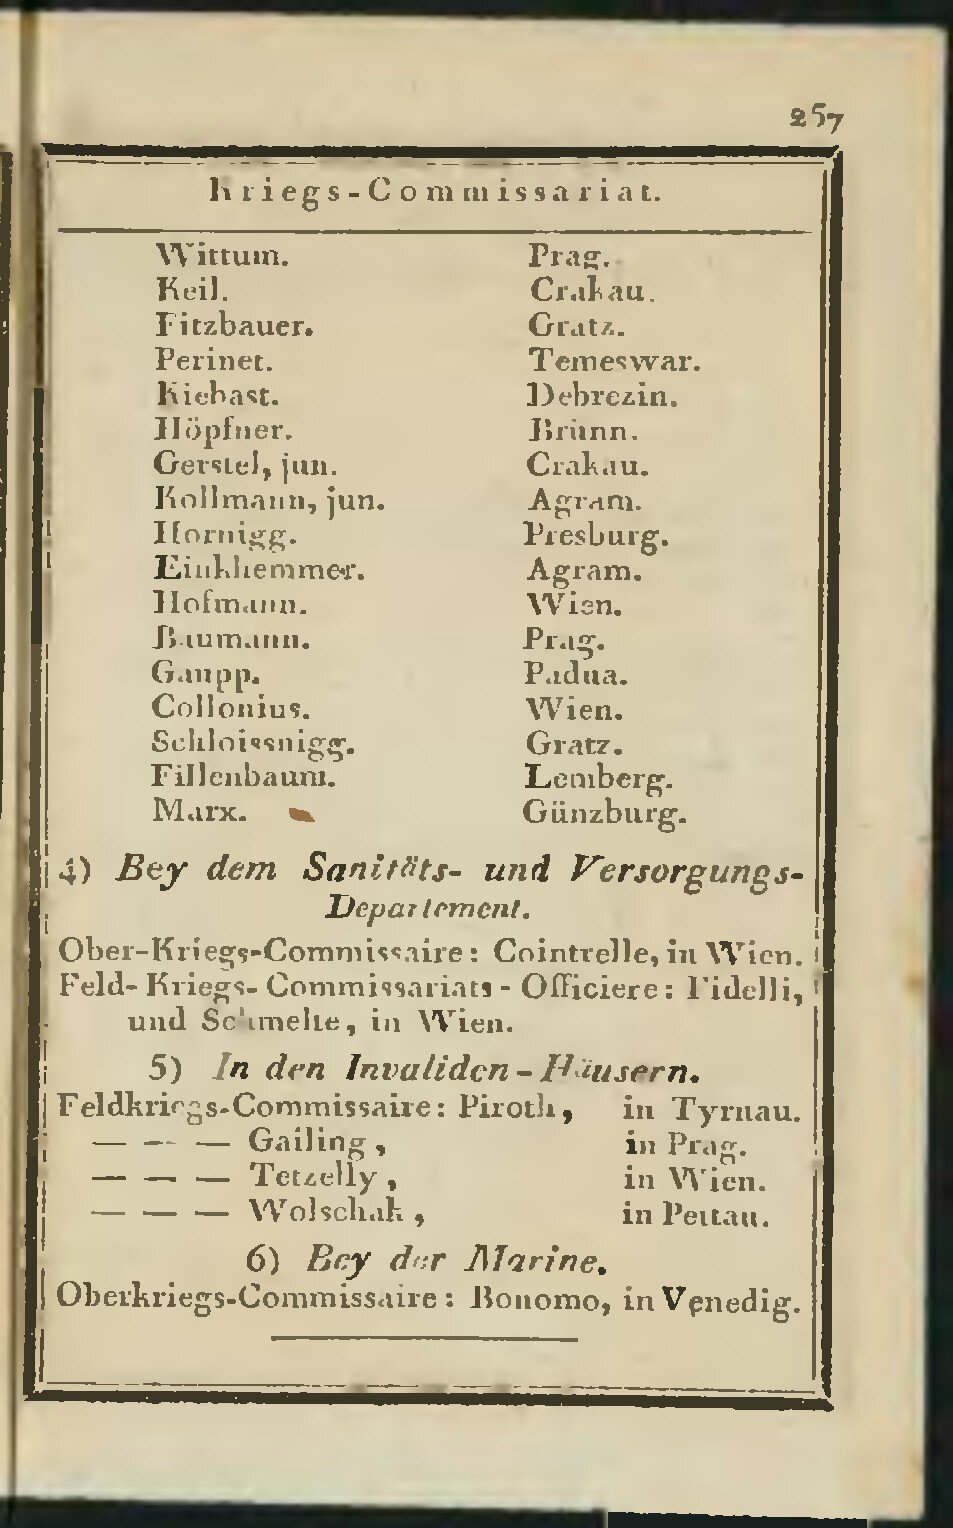 257
Kriegs-Commissariat.
Wittum. Prag.
Keil. Crakau.
Fitzbauer. Gratz.
Perinet. Temeswar.
Kiebast. Debrezin.
Höpfner. Brünn.
Gerstel, jun. Crakau.
Kollmann, jun. Agram.
Hornigg. Presburg.
Einkhemmer. Agram.
Hofmann. Wien.
Baumann. Prag.
Gaupp. Padua.
Collonius. Wien.
Schloissnigg. Gratz.
Fillenbaum. Lemberg.
Marx. Günzburg.
4) Bey dem Sanitäts- und Versorgungs-
Departement.
Ober-Kriegs-Commissaire: Cointrelle, in Wien.
Feld-Kriegs-Commissariats-Officiere: Fidelli,
und Schmelte, in Wien.
5) In den Invaliden-Häusern.
Feldkriegs-Commissaire: Piroth, in Tyrnau.
— — — Gailing, in Prag.
— — — Tetzelly, in Wien.
— — — Wolschak, in Pettau.
6) Bey der Marine.
Oberkriegs-Commissaire: Bonomo, in Venedig.